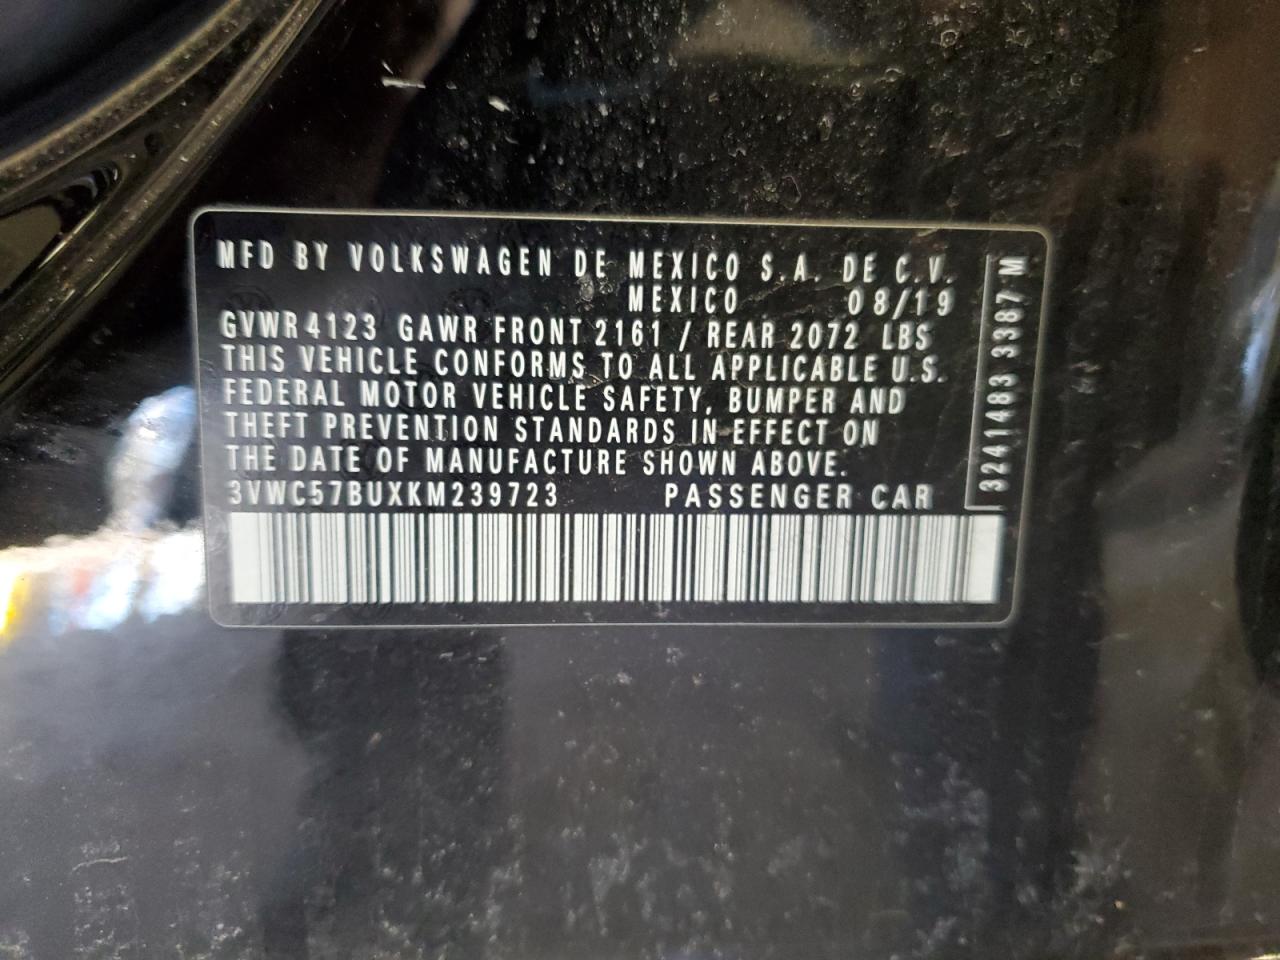 MFD BY VOLKSWAGEN DE MEXICO S.A. DE C.V.
MEXICO 08/19
GVWR 4123 GAWR FRONT 2161 / REAR 2072 LBS
THIS VEHICLE CONFORMS TO ALL APPLICABLE U.S.
FEDERAL MOTOR VEHICLE SAFETY, BUMPER AND
THEFT PREVENTION STANDARDS IN EFFECT ON
THE DATE OF MANUFACTURE SHOWN ABOVE.
3VWC57BUXKM239723 PASSENGER CAR
3241483 3387 M